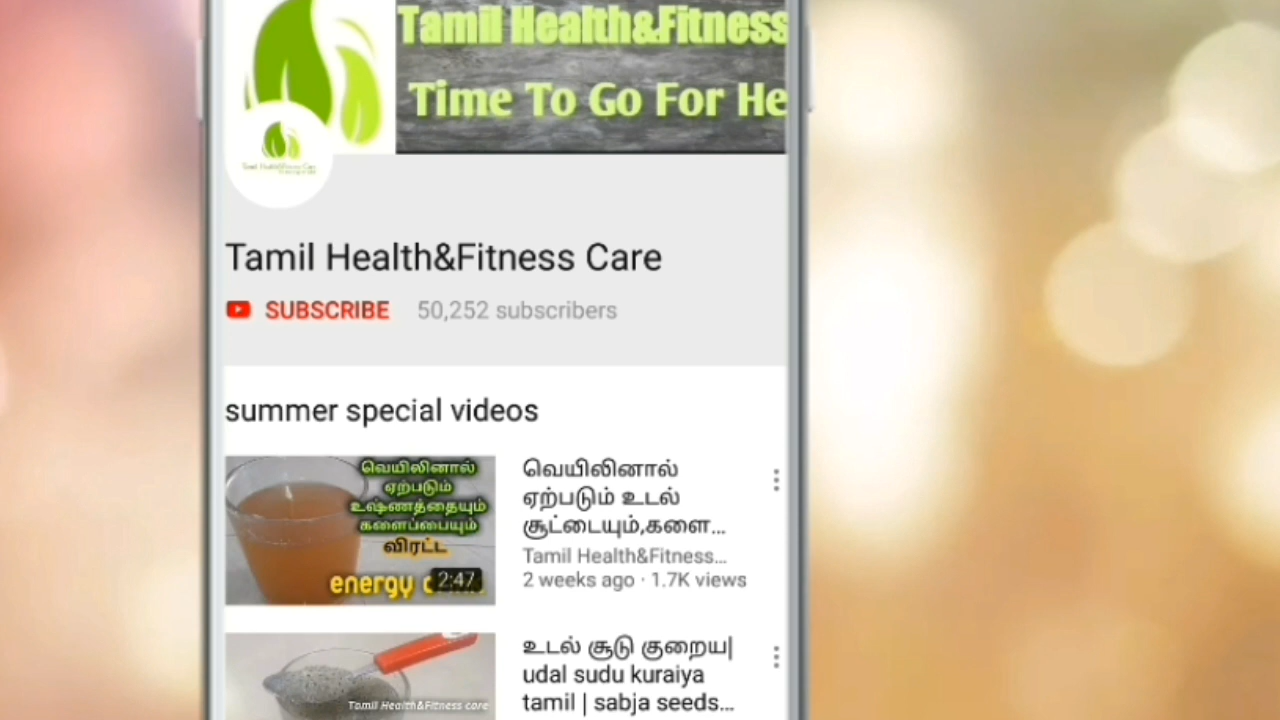 Tamil Health&Fitness
Time To Go For He
Tamil Health&Fitness Care
SUBSCRIBE 50,252 subscribers
summer special videos
வெயிலினால்
ஏற்படும்
உஷ்ணத்தையும்
களைப்பையும்
விரட்ட
energy
2:47
வெயிலினால்
ஏற்படும் உடல்
சூட்டையும்,களை...
Tamil Health&Fitness...
2 weeks ago · 1.7K views
Tamil Health&Fitness care
உடல் சூடு குறைய|
udal sudu kuraiya
tamil | sabja seeds...